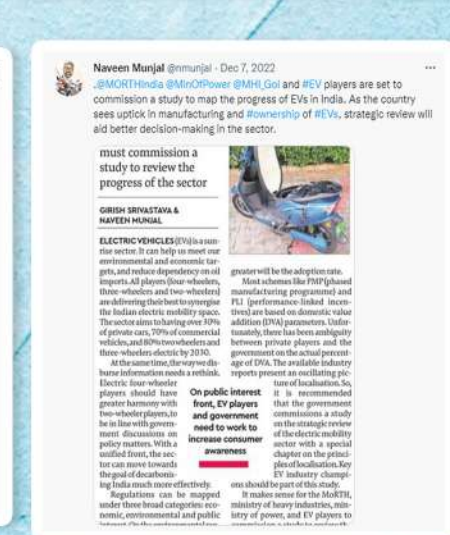 Naveen Munjal @nmunjal · Dec 7, 2022
.@MORTHIndia @MinOfPower @MHI_GoI and #EV players are set to
commission a study to map the progress of EVs in India. As the country
sees uptick in manufacturing and #ownership of #EVs, strategic review will
aid better decision-making in the sector.
must commission a
study to review the
progress of the sector
GIRISH SRIVASTAVA &
NAVEEN MUNJAL
ELECTRIC VEHICLES (EVs) is a sun-
rise sector. It can help us meet our
environmental and economic tar-
gets, and reduce dependency on oil
imports. All players (four-wheelers,
three-wheelers and two-wheelers)
are delivering their best to synergise
the Indian electric mobility space.
The sector aims to having over 30%
of private cars, 70% of commercial
vehicles, and 80% two wheelers and
three-wheelers electric by 2030.
At the same time, the way we dis-
burse information needs a rethink.
Electric four-wheeler
players should have
greater harmony with
two-wheeler players, to
be in line with govern-
ment discussions on
policy matters. With a
unified front, the sec-
tor can move towards
the goal of decarbonis-
ing India much more effectively.
Regulations can be mapped
under three broad categories: eco-
nomic, environmental and public
On public interest
front, EV players
and government
need to work to
increase consumer
awareness
greater will be the adoption rate.
Most schemes like PMP (phased
manufacturing programme) and
PLI (performance-linked incen-
tives) are based on domestic value
addition (DVA) parameters. Unfor-
tunately, there has been ambiguity
between private players and the
government on the actual percent-
age of DVA. The available industry
reports present an oscillating pic-
ture of localisation. So,
it is recommended
that the government
commissions a study
on the strategic review
of the electric mobility
sector with a special
chapter on the princi-
ples of localisation. Key
EV industry champi-
ons should be part of this study.
It makes sense for the MoRTH,
ministry of heavy industries, min-
istry of power, and EV players to